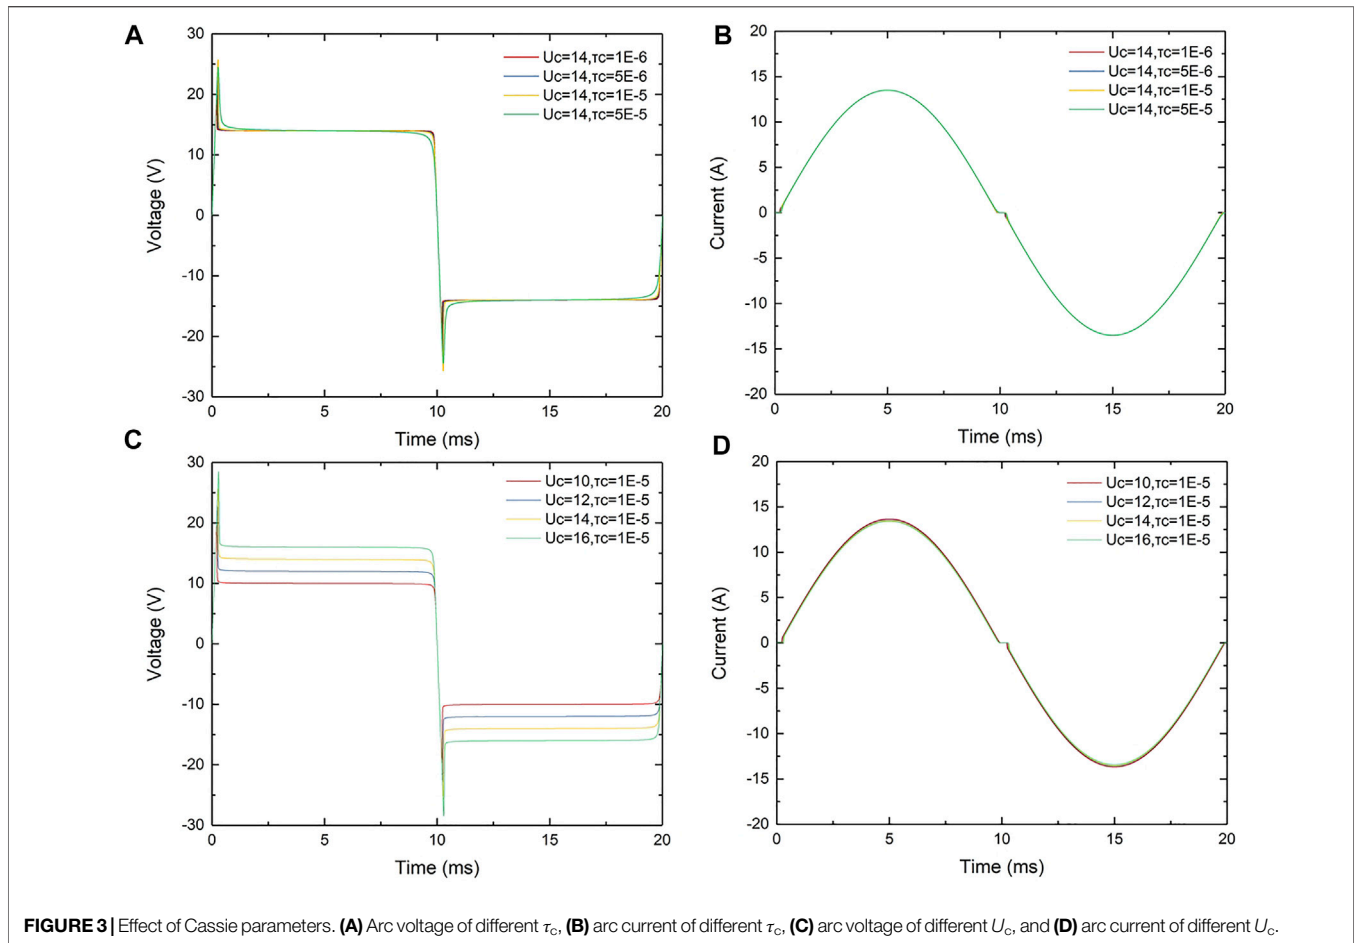 A
30
20
10
0
-10
-20
-30
Voltage (V)
Uc=14,τc=1E-6
Uc=14,τc=5E-6
Uc=14,τc=1E-5
Uc=14,τc=5E-5
0
5
10
15
20
Time (ms)
B
20
15
10
5
0
-5
-10
-15
-20
Current (A)
Uc=14,τc=1E-6
Uc=14,τc=5E-6
Uc=14,τc=1E-5
Uc=14,τc=5E-5
0
5
10
15
20
Time (ms)
C
30
20
10
0
-10
-20
-30
Voltage (V)
Uc=10,τc=1E-5
Uc=12,τc=1E-5
Uc=14,τc=1E-5
Uc=16,τc=1E-5
0
5
10
15
20
Time (ms)
D
20
15
10
5
0
-5
-10
-15
-20
Current (A)
Uc=10,τc=1E-5
Uc=12,τc=1E-5
Uc=14,τc=1E-5
Uc=16,τc=1E-5
0
5
10
15
20
Time (ms)
FIGURE 3 | Effect of Cassie parameters. (A) Arc voltage of different τc, (B) arc current of different τc, (C) arc voltage of different Uc, and (D) arc current of different Uc.